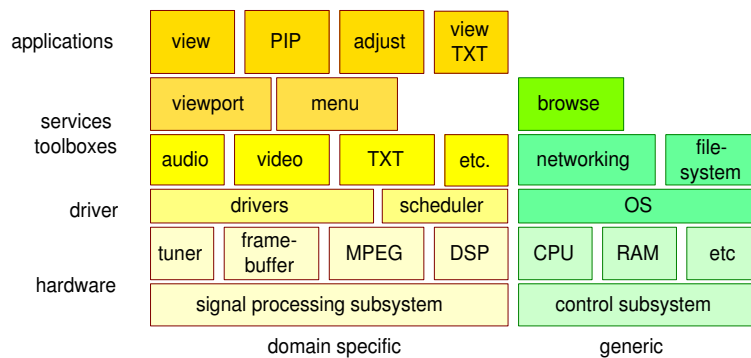 applications
view
PIP
adjust
view
TXT
services
toolboxes
viewport
menu
browse
audio
video
TXT
etc.
networking
file-
system
driver
drivers
scheduler
OS
hardware
tuner
frame-
buffer
MPEG
DSP
CPU
RAM
etc
signal processing subsystem
control subsystem
domain specific
generic